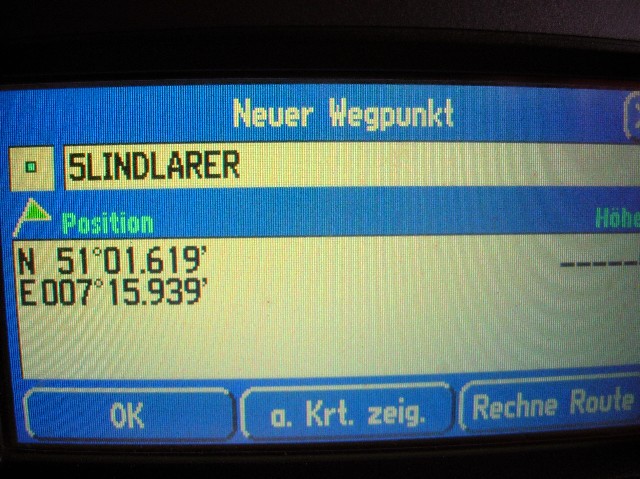 Neuer Wegpunkt
5LINDLARER
Position
Höhe
N 51°01.619'
E007°15.939'
------
OK
a. Krt. zeig.
Rechne Route